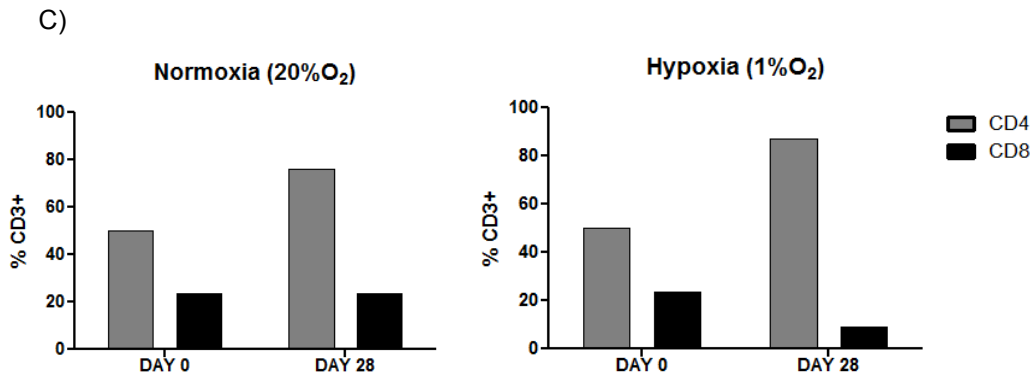 C)
Normoxia (20%O₂)
% CD3+
100
80
60
40
20
0
DAY 0
DAY 28
Hypoxia (1%O₂)
% CD3+
100
80
60
40
20
0
DAY 0
DAY 28
CD4
CD8